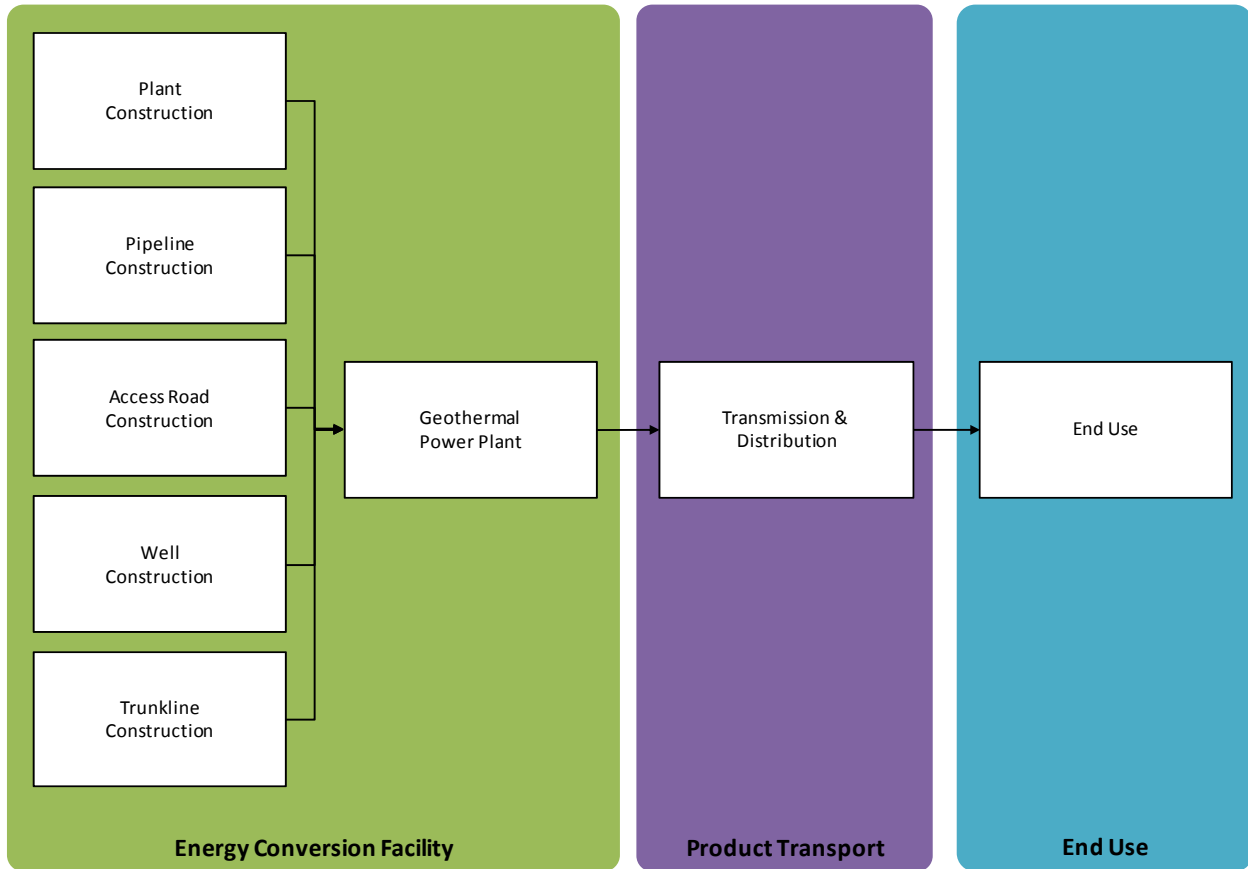 Plant
Construction
Pipeline
Construction
Access Road
Construction
Well
Construction
Trunkline
Construction
Geothermal
Power Plant
Transmission &
Distribution
End Use
Energy Conversion Facility
Product Transport
End Use